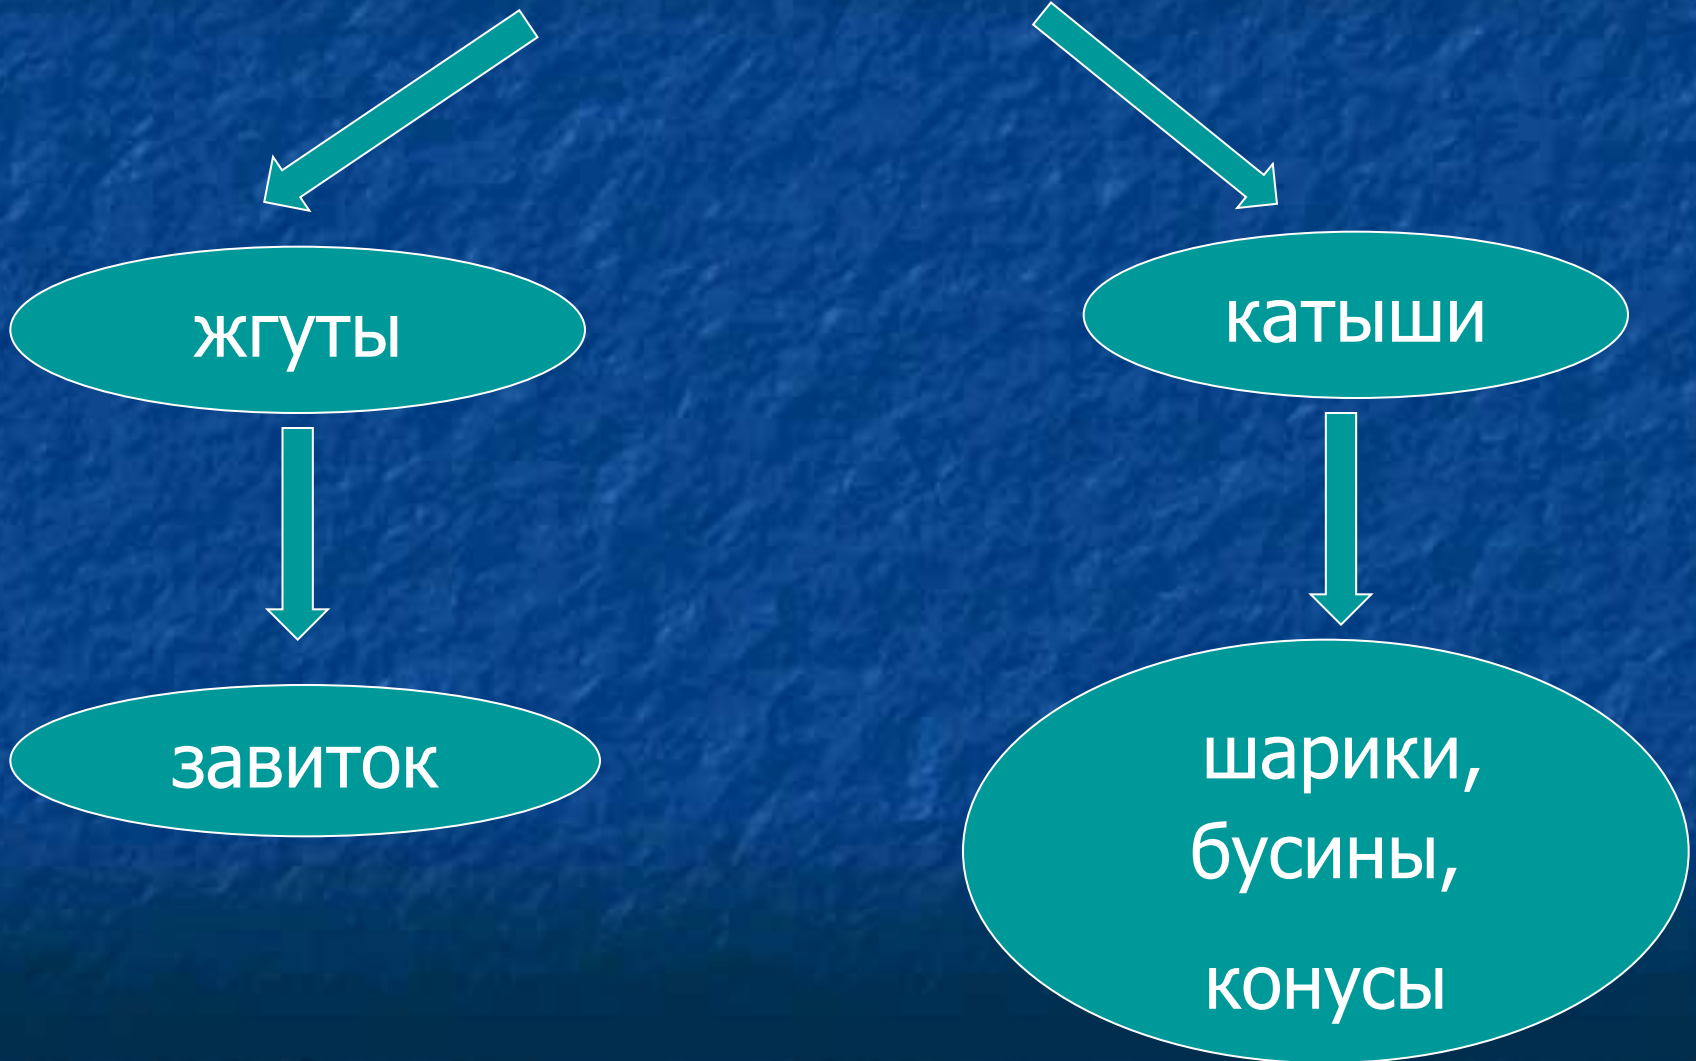 жгуты
катыши
завиток
шарики,
бусины,
конусы